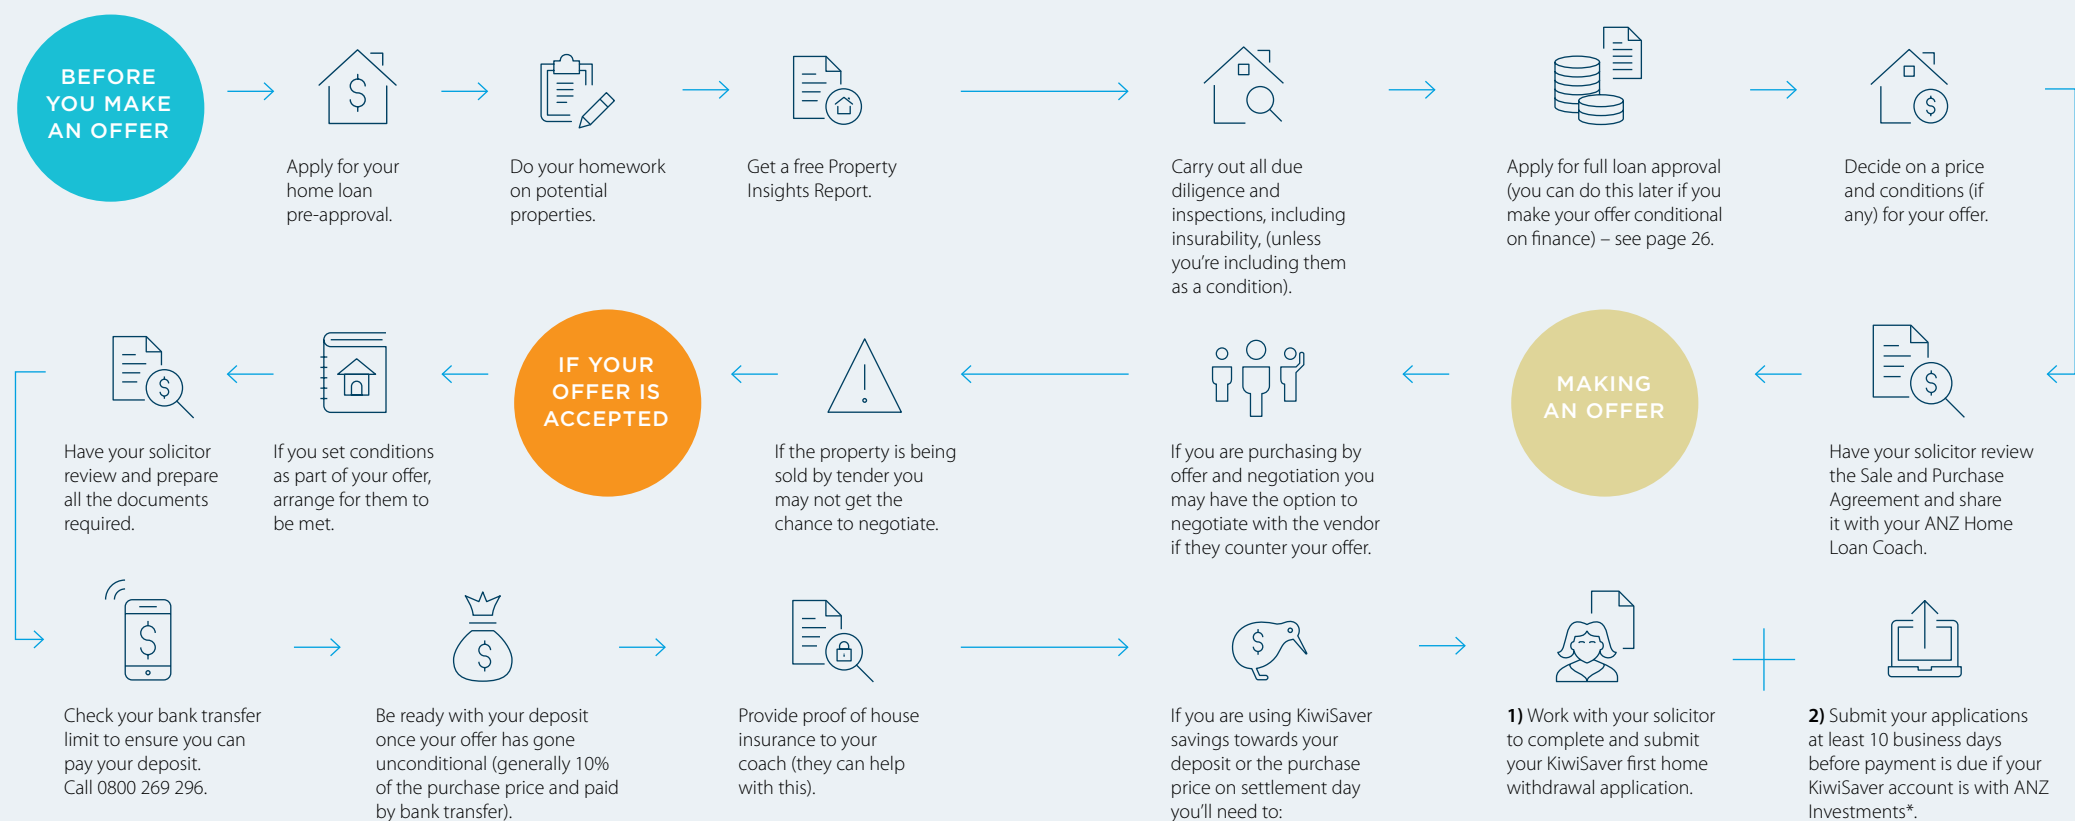 BEFORE
YOU MAKE
AN OFFER
Apply for your
home loan
pre-approval.
Do your homework
on potential
properties.
Get a free Property
Insights Report.
Carry out all due
diligence and
inspections, including
insurability, (unless
you're including them
as a condition).
Apply for full loan approval
(you can do this later if you
make your offer conditional
on finance) – see page 26.
Decide on a price
and conditions (if
any) for your offer.
Have your solicitor review
the Sale and Purchase
Agreement and share
it with your ANZ Home
Loan Coach.
MAKING
AN OFFER
If you are purchasing by
offer and negotiation you
may have the option to
negotiate with the vendor
if they counter your offer.
If the property is being
sold by tender you
may not get the
chance to negotiate.
IF YOUR
OFFER IS
ACCEPTED
If you set conditions
as part of your offer,
arrange for them to
be met.
Have your solicitor
review and prepare
all the documents
required.
Check your bank transfer
limit to ensure you can
pay your deposit.
Call 0800 269 296.
Be ready with your deposit
once your offer has gone
unconditional (generally 10%
of the purchase price and paid
by bank transfer).
Provide proof of house
insurance to your
coach (they can help
with this).
If you are using KiwiSaver
savings towards your
deposit or the purchase
price on settlement day
you'll need to:
1) Work with your solicitor
to complete and submit
your KiwiSaver first home
withdrawal application.
2) Submit your applications
at least 10 business days
before payment is due if your
KiwiSaver account is with ANZ
Investments*.